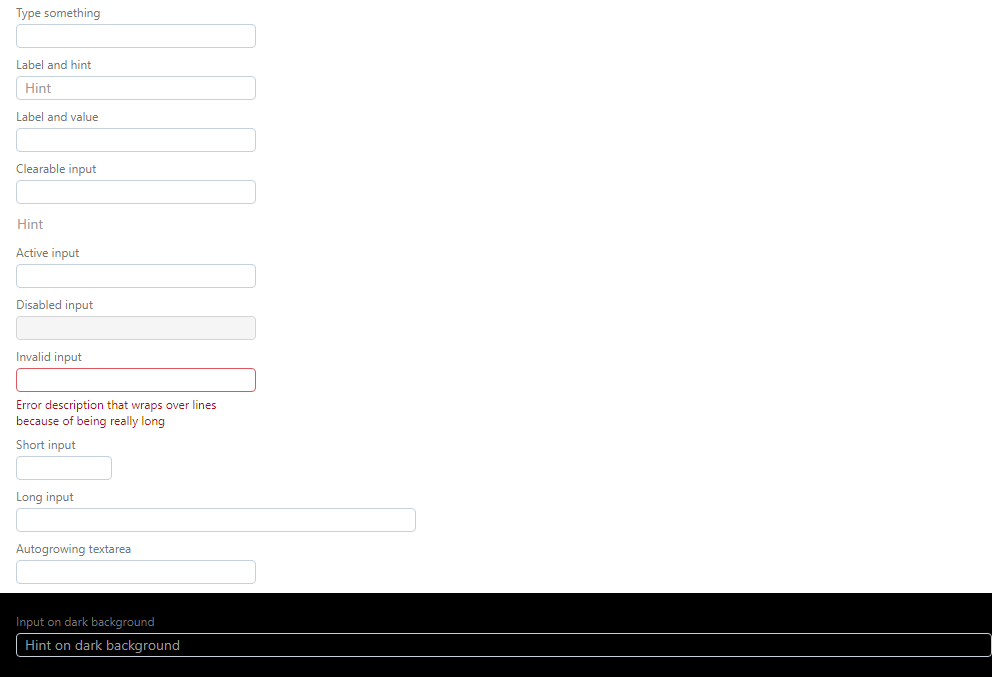 Type something
Label and hint
Hint
Label and value
Clearable input
Hint
Active input
Disabled input
Invalid input
Error description that wraps over lines
because of being really long
Short input
Long input
Autogrowing textarea
Input on dark background
Hint on dark background